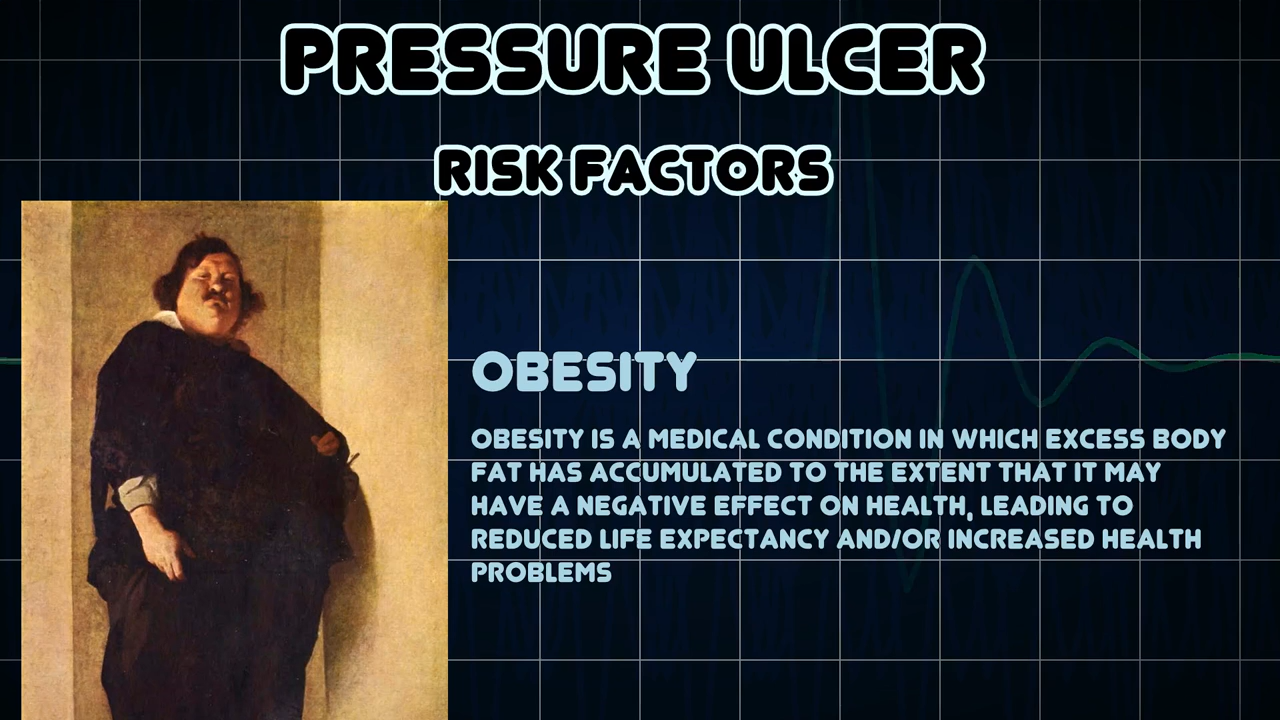 PRESSURE ULCER
RISK FACTORS
OBESITY
OBESITY IS A MEDICAL CONDITION IN WHICH EXCESS BODY
FAT HAS ACCUMULATED TO THE EXTENT THAT IT MAY
HAVE A NEGATIVE EFFECT ON HEALTH, LEADING TO
REDUCED LIFE EXPECTANCY AND/OR INCREASED HEALTH
PROBLEMS